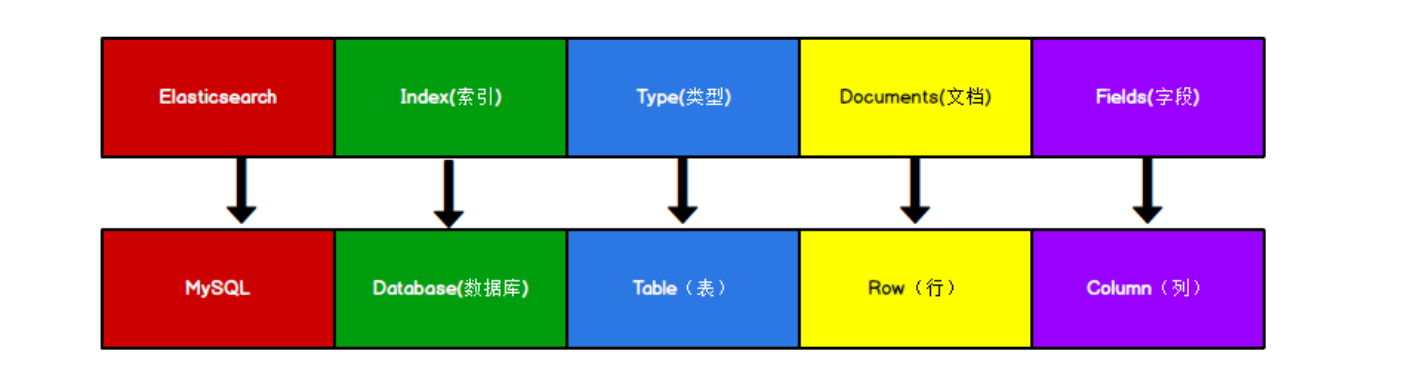 Elasticsearch
Index(索引)
Type(类型)
Documents(文档)
Fields(字段)
MySQL
Database(数据库)
Table（表）
Row（行）
Column（列）